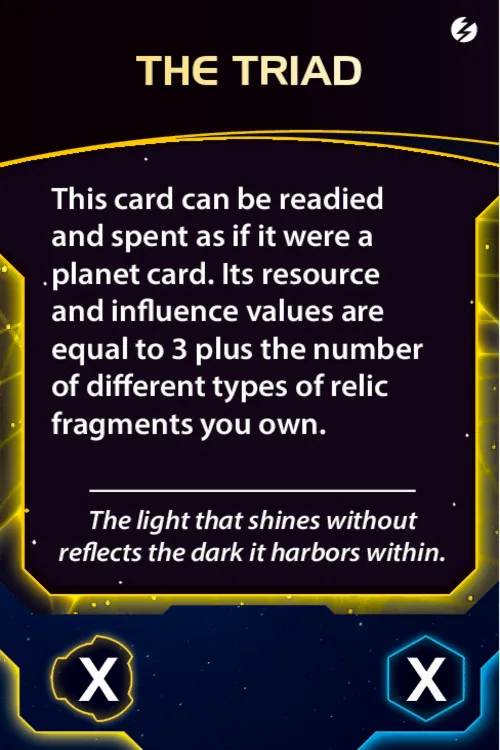 THE TRIAD
This card can be readied
and spent as if it were a
planet card. Its resource
and influence values are
equal to 3 plus the number
of different types of relic
fragments you own.
The light that shines without
reflects the dark it harbors within.
X X